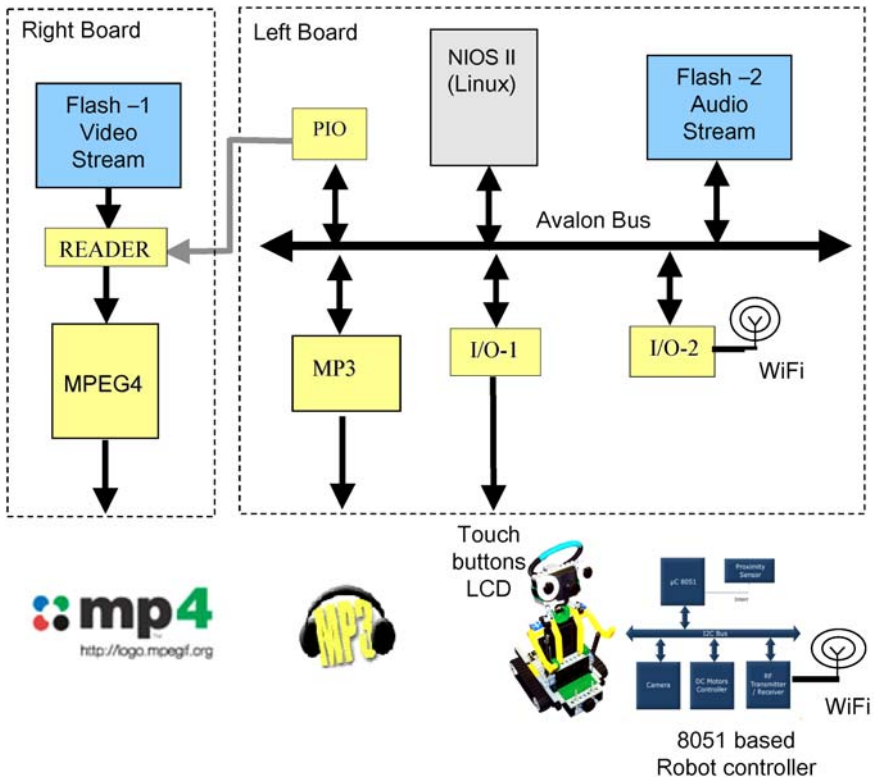 Right Board
Flash –1
Video
Stream
READER
MPEG4
Left Board
PIO
NIOS II
(Linux)
Flash –2
Audio
Stream
Avalon Bus
MP3
I/O-1
I/O-2
WiFi
mp4
TM
http://logo.mpegif.org
MP3
Touch
buttons
LCD
µC 8051
Proximity
Sensor
I2C Bus
Camera
DC Motors
Controller
RF
Transmitter
/ Receiver
WiFi
8051 based
Robot controller